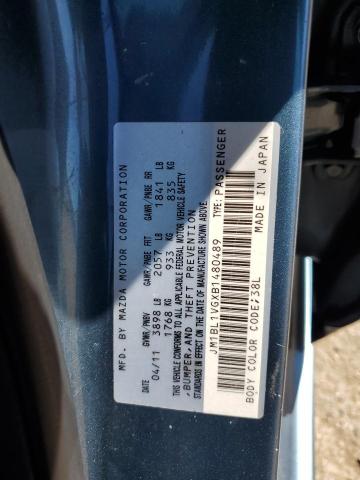 MFD. BY MAZDA MOTOR CORPORATION
DATE GVWR/PNBV GAWR/PNBE FRT GAWR/PNBE RR
04/11 3898 LB 2057 LB 1841 LB
1768 KG 933 KG 835 KG
THIS VEHICLE CONFORMS TO ALL APPLICABLE FEDERAL MOTOR VEHICLE SAFETY
,BUMPER,AND THEFT PREVENTION
STANDARDS IN EFFECT ON THE DATE OF MANUFACTURE SHOWN ABOVE.
JM1BL1VGXB1480489 TYPE: PASSENGER
BODY COLOR CODE;38L MADE IN JAPAN